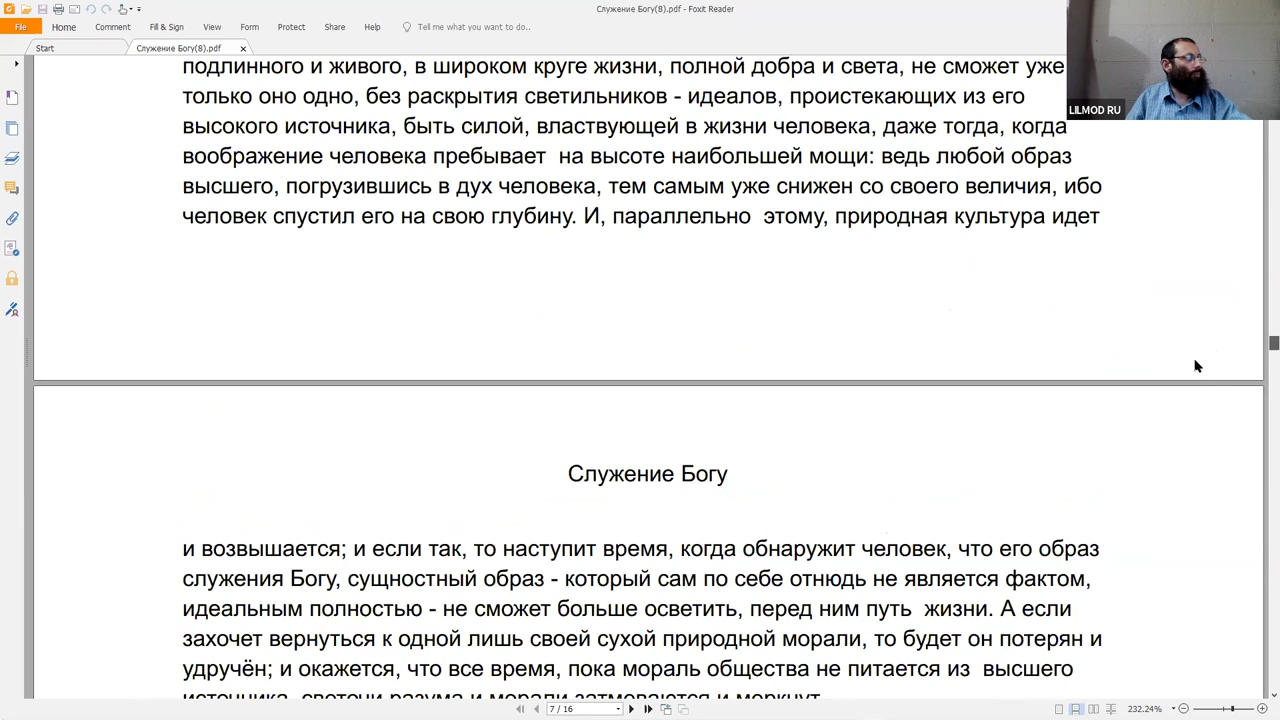 Служение Богу(8).pdf - Foxit Reader
File Home Comment Fill & Sign View Form Protect Share Help Tell me what you want to do..
Start Служение Богу(8).pdf
LILMOD RU
подлинного и живого, в широком круге жизни, полной добра и света, не сможет уже
только оно одно, без раскрытия светильников - идеалов, проистекающих из его
высокого источника, быть силой, властвующей в жизни человека, даже тогда, когда
воображение человека пребывает на высоте наибольшей мощи: ведь любой образ
высшего, погрузившись в дух человека, тем самым уже снижен со своего величия, ибо
человек спустил его на свою глубину. И, параллельно этому, природная культура идет
Служение Богу
и возвышается; и если так, то наступит время, когда обнаружит человек, что его образ
служения Богу, сущностный образ - который сам по себе отнюдь не является фактом,
идеальным полностью - не сможет больше осветить, перед ним путь жизни. А если
захочет вернуться к одной лишь своей сухой природной морали, то будет он потерян и
удручён; и окажется, что все время, пока мораль общества не питается из высшего
источника, светочи разума и морали затмеваются и меркнут
7 / 16
232.24%